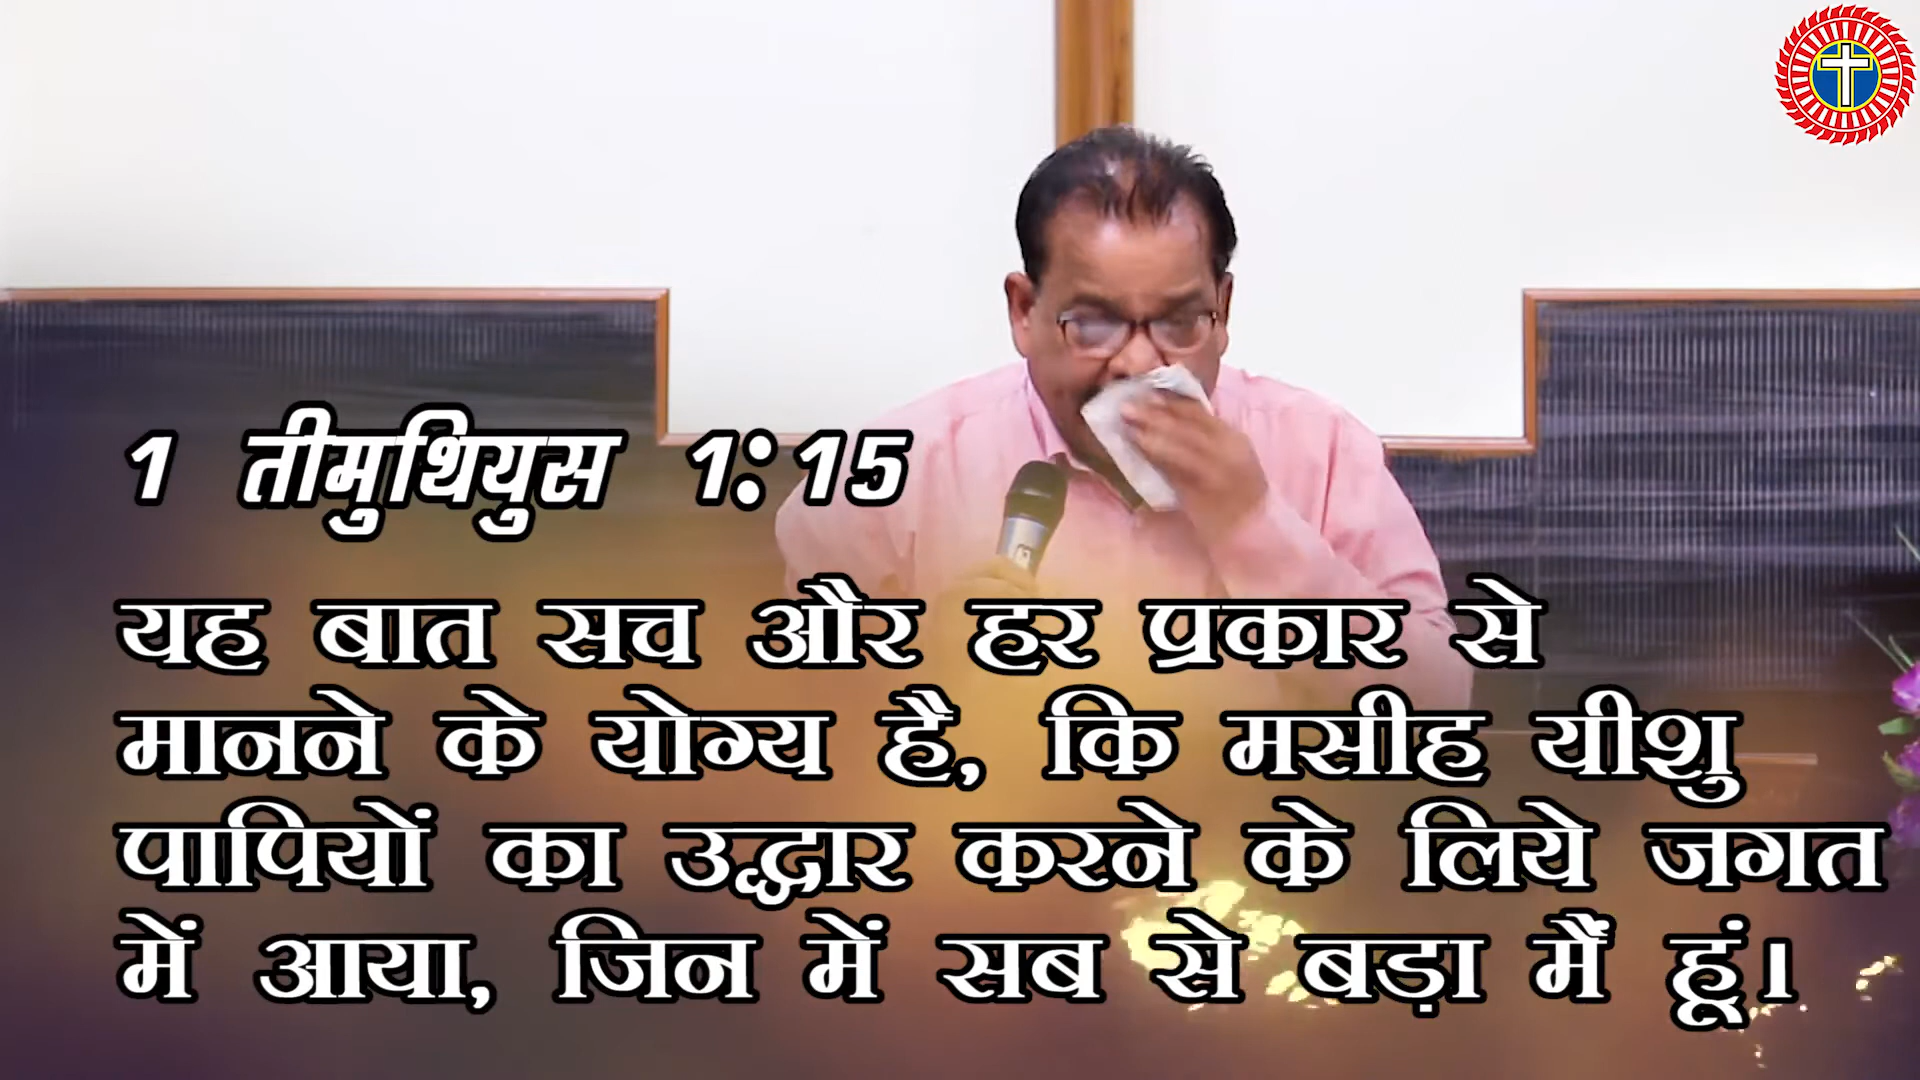 1 तीमुथियुस 1:15
यह बात सच और हर प्रकार से
मानने के योग्य है, कि मसीह यीशु
पापियों का उद्धार करने के लिये जगत
में आया, जिन में सब से बड़ा मैं हूं।